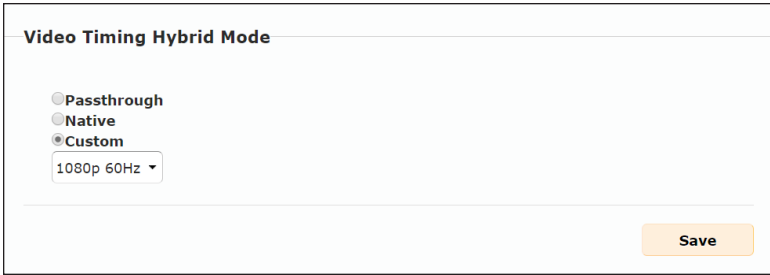 Video Timing Hybrid Mode
Passthrough
Native
Custom
1080p 60Hz
Save